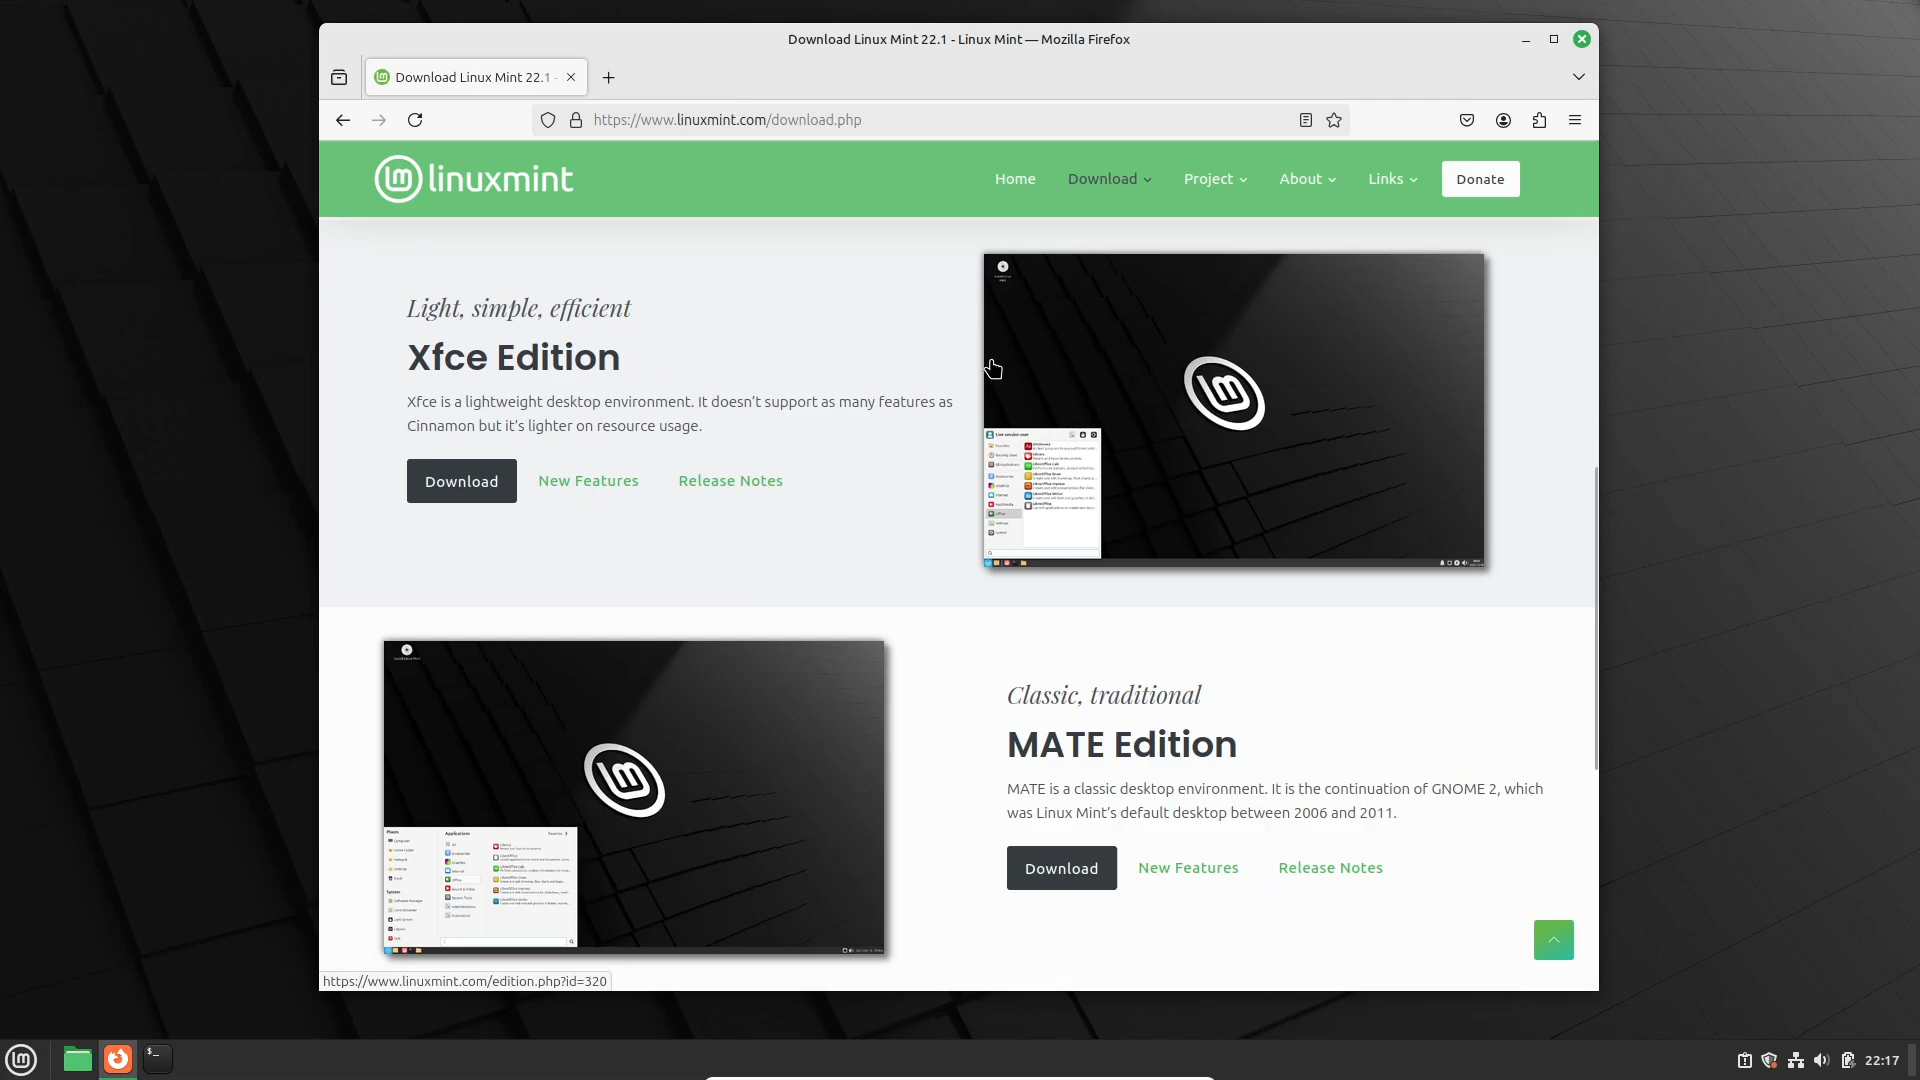 Download Linux Mint 22.1 - Linux Mint — Mozilla Firefox
Download Linux Mint 22.1 -
https://www.linuxmint.com/download.php
linuxmint
Home
Download
Project
About
Links
Donate
Light, simple, efficient
Xfce Edition
Xfce is a lightweight desktop environment. It doesn’t support as many features as
Cinnamon but it’s lighter on resource usage.
Download
New Features
Release Notes
Classic, traditional
MATE Edition
MATE is a classic desktop environment. It is the continuation of GNOME 2, which
was Linux Mint’s default desktop between 2006 and 2011.
Download
New Features
Release Notes
https://www.linuxmint.com/edition.php?id=320
22:17